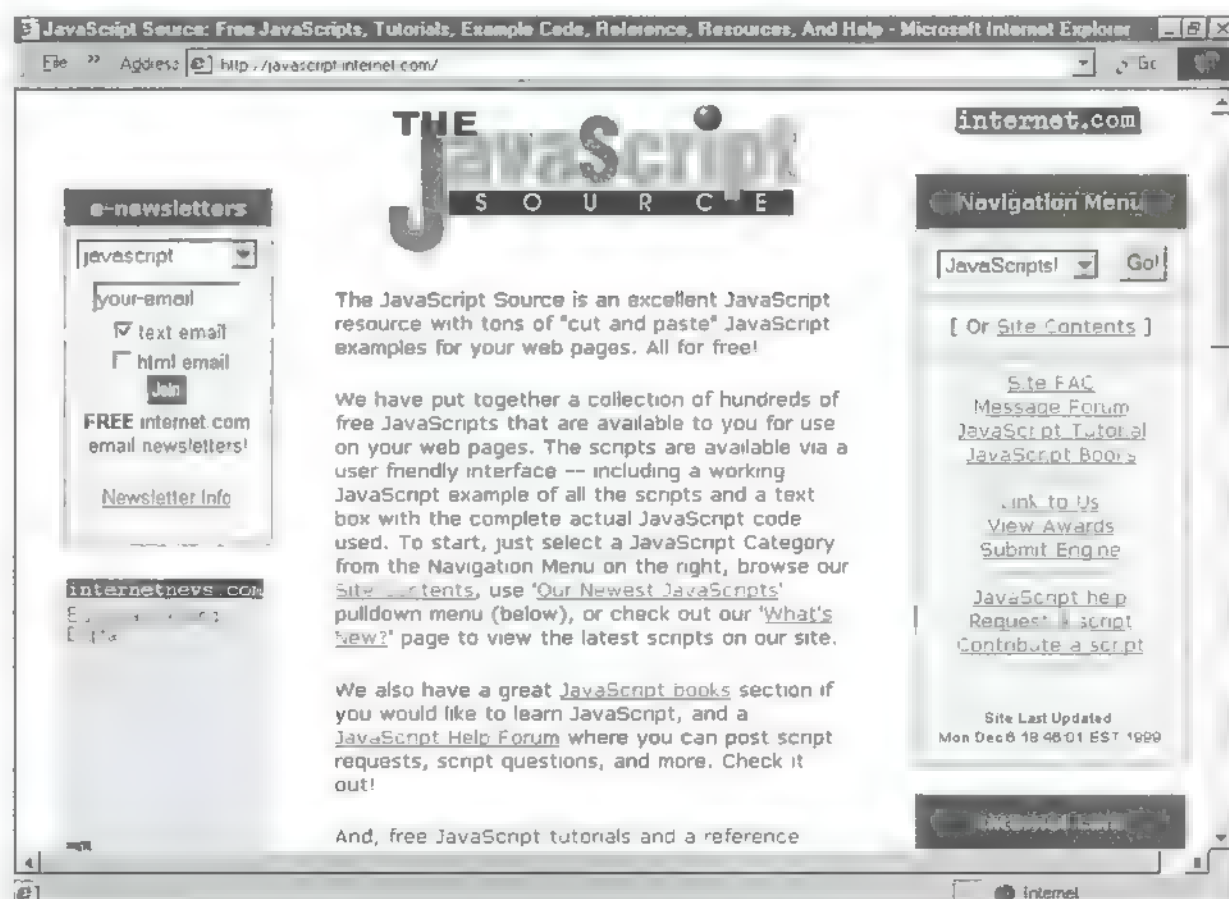 JavaScript Source: Free JavaScripts, Tutorials, Example Code, Reference, Resources, And Help - Microsoft Internet Explorer
File » Address http://javascript.internet.com/ Go
THE
JavaScript
SOURCE
internet.com
e-newsletters
javascript
your-email
text email
html email
Join
FREE internet.com
email newsletters!
Newsletter Info
internetnews.com
The JavaScript Source is an excellent JavaScript
resource with tons of "cut and paste" JavaScript
examples for your web pages. All for free!
We have put together a collection of hundreds of
free JavaScripts that are available to you for use
on your web pages. The scripts are available via a
user friendly interface -- including a working
JavaScript example of all the scripts and a text
box with the complete actual JavaScript code
used. To start, just select a JavaScript Category
from the Navigation Menu on the right, browse our
Site Contents, use 'Our Newest JavaScripts'
pulldown menu (below), or check out our 'What's
New?' page to view the latest scripts on our site.
We also have a great JavaScript books section if
you would like to learn JavaScript, and a
JavaScript Help Forum where you can post script
requests, script questions, and more. Check it
out!
And, free JavaScript tutorials and a reference
Navigation Menu
JavaScripts! Go!
[ Or Site Contents ]
Site FAQ
Message Forum
JavaScript Tutorial
JavaScript Books
Link to Us
View Awards
Submit Engine
JavaScript help
Request a script
Contribute a script
Site Last Updated
Mon Dec 6 18:46:01 EST 1999
Internet